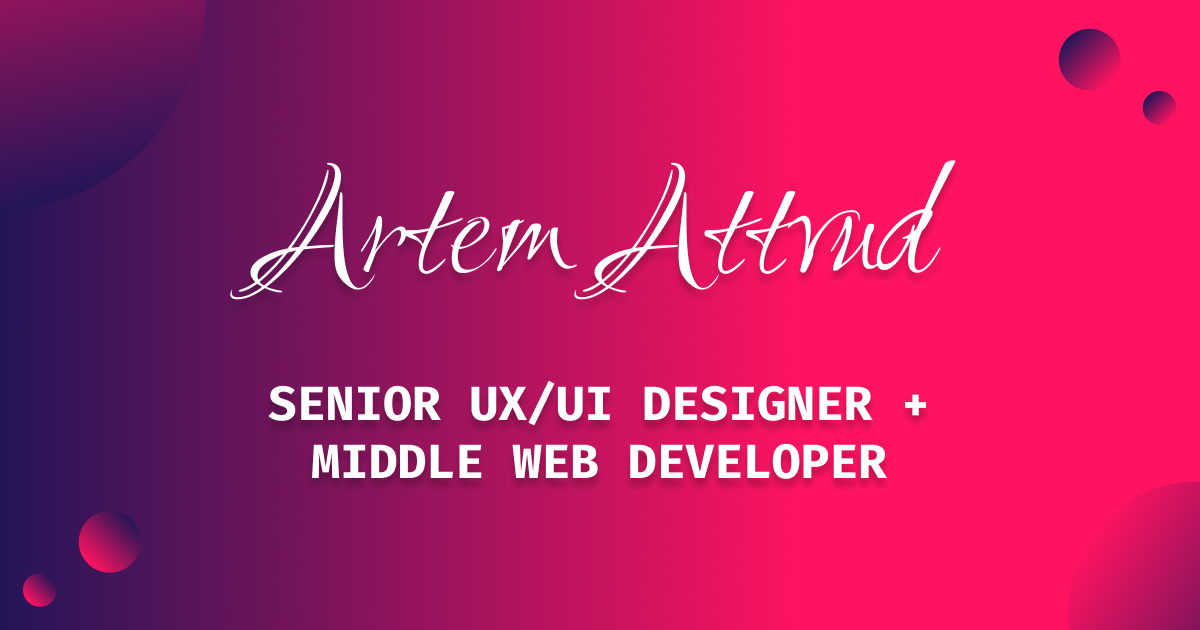 Artem Attrud
SENIOR UX/UI DESIGNER +
MIDDLE WEB DEVELOPER